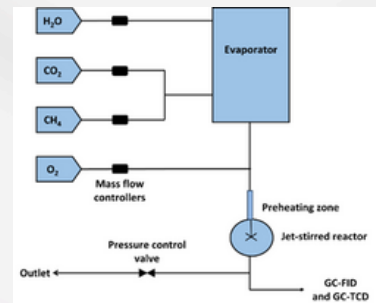 H₂O
Evaporator
CO₂
CH₄
O₂
Mass flow
controllers
Preheating zone
Jet-stirred reactor
Pressure control
valve
Outlet
GC-FID
and GC-TCD